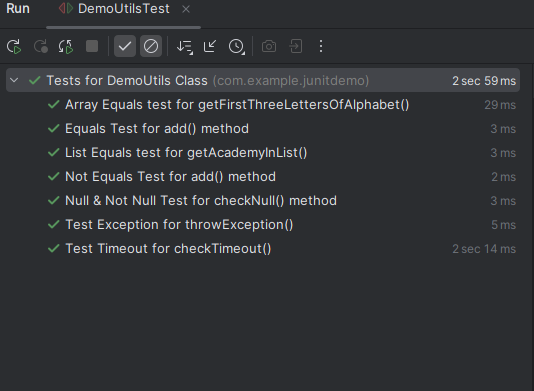 Run DemoUtilsTest
Tests for DemoUtils Class (com.example.junitdemo) 2 sec 59 ms
Array Equals test for getFirstThreeLettersOfAlphabet() 29 ms
Equals Test for add() method 3 ms
List Equals test for getAcademyInList() 3 ms
Not Equals Test for add() method 2 ms
Null & Not Null Test for checkNull() method 3 ms
Test Exception for throwException() 5 ms
Test Timeout for checkTimeout() 2 sec 14 ms